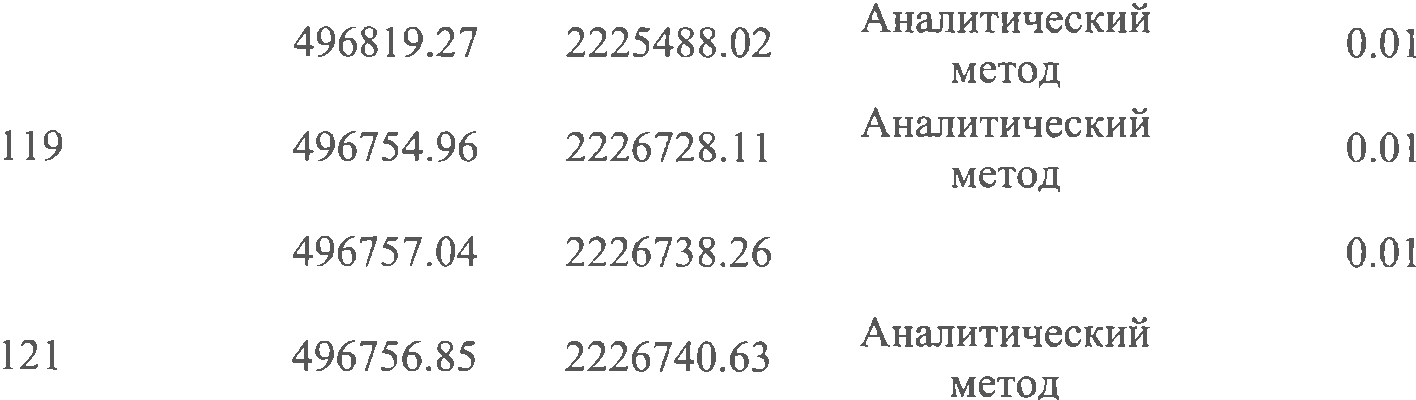 496819.27 2225488.02 Аналитический метод 0.01
119 496754.96 2226728.11 Аналитический метод 0.01
496757.04 2226738.26 0.01
121 496756.85 2226740.63 Аналитический метод